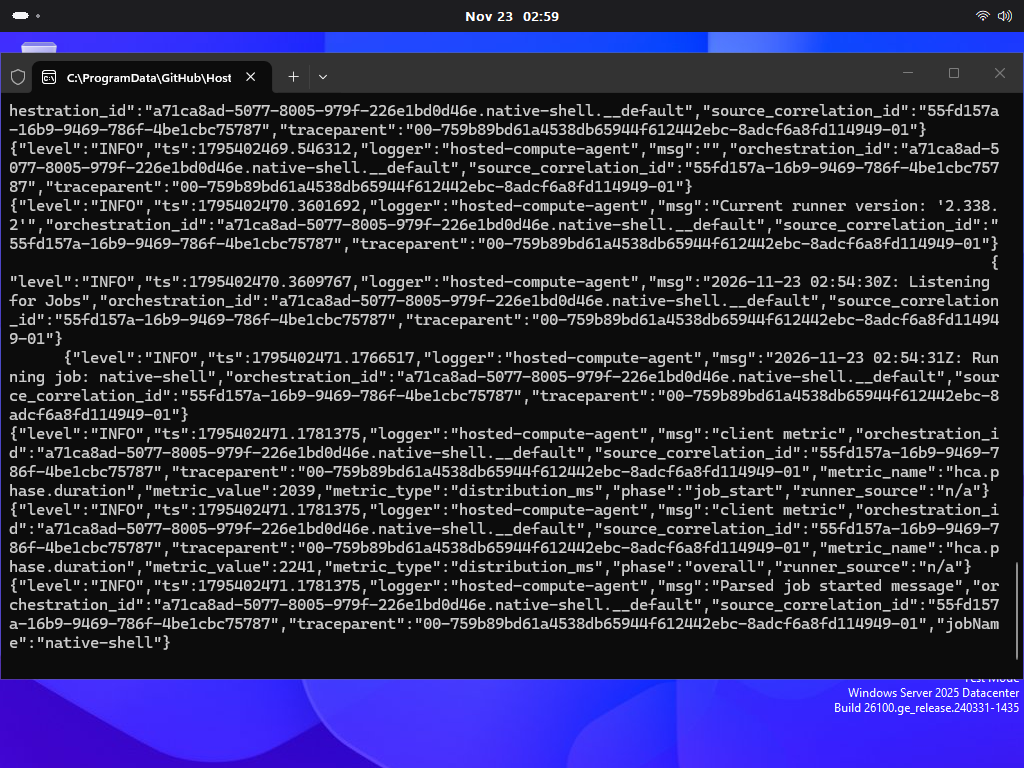 Nov 23 02:59
C:\ProgramData\GitHub\Host
hestration_id":"a71ca8ad-5077-8005-979f-226e1bd0d46e.native-shell.__default","source_correlation_id":"55fd157a
-16b9-9469-786f-4be1cbc75787","traceparent":"00-759b89bd61a4538db65944f612442ebc-8adcf6a8fd114949-01"}
{"level":"INFO","ts":1795402469.546312,"logger":"hosted-compute-agent","msg":"","orchestration_id":"a71ca8ad-5
077-8005-979f-226e1bd0d46e.native-shell.__default","source_correlation_id":"55fd157a-16b9-9469-786f-4be1cbc757
87","traceparent":"00-759b89bd61a4538db65944f612442ebc-8adcf6a8fd114949-01"}
{"level":"INFO","ts":1795402470.3601692,"logger":"hosted-compute-agent","msg":"Current runner version: '2.338.
2'","orchestration_id":"a71ca8ad-5077-8005-979f-226e1bd0d46e.native-shell.__default","source_correlation_id":"
55fd157a-16b9-9469-786f-4be1cbc75787","traceparent":"00-759b89bd61a4538db65944f612442ebc-8adcf6a8fd114949-01"}
{
"level":"INFO","ts":1795402470.3609767,"logger":"hosted-compute-agent","msg":"2026-11-23 02:54:30Z: Listening
for Jobs","orchestration_id":"a71ca8ad-5077-8005-979f-226e1bd0d46e.native-shell.__default","source_correlation
_id":"55fd157a-16b9-9469-786f-4be1cbc75787","traceparent":"00-759b89bd61a4538db65944f612442ebc-8adcf6a8fd11494
9-01"}
{"level":"INFO","ts":1795402471.1766517,"logger":"hosted-compute-agent","msg":"2026-11-23 02:54:31Z: Run
ning job: native-shell","orchestration_id":"a71ca8ad-5077-8005-979f-226e1bd0d46e.native-shell.__default","sour
ce_correlation_id":"55fd157a-16b9-9469-786f-4be1cbc75787","traceparent":"00-759b89bd61a4538db65944f612442ebc-8
adcf6a8fd114949-01"}
{"level":"INFO","ts":1795402471.1781375,"logger":"hosted-compute-agent","msg":"client metric","orchestration_i
d":"a71ca8ad-5077-8005-979f-226e1bd0d46e.native-shell.__default","source_correlation_id":"55fd157a-16b9-9469-7
86f-4be1cbc75787","traceparent":"00-759b89bd61a4538db65944f612442ebc-8adcf6a8fd114949-01","metric_name":"hca.p
hase.duration","metric_value":2039,"metric_type":"distribution_ms","phase":"job_start","runner_source":"n/a"}
{"level":"INFO","ts":1795402471.1781375,"logger":"hosted-compute-agent","msg":"client metric","orchestration_i
d":"a71ca8ad-5077-8005-979f-226e1bd0d46e.native-shell.__default","source_correlation_id":"55fd157a-16b9-9469-7
86f-4be1cbc75787","traceparent":"00-759b89bd61a4538db65944f612442ebc-8adcf6a8fd114949-01","metric_name":"hca.p
hase.duration","metric_value":2241,"metric_type":"distribution_ms","phase":"overall","runner_source":"n/a"}
{"level":"INFO","ts":1795402471.1781375,"logger":"hosted-compute-agent","msg":"Parsed job started message","or
chestration_id":"a71ca8ad-5077-8005-979f-226e1bd0d46e.native-shell.__default","source_correlation_id":"55fd157
a-16b9-9469-786f-4be1cbc75787","traceparent":"00-759b89bd61a4538db65944f612442ebc-8adcf6a8fd114949-01","jobNam
e":"native-shell"}
Test Mode
Windows Server 2025 Datacenter
Build 26100.ge_release.240331-1435